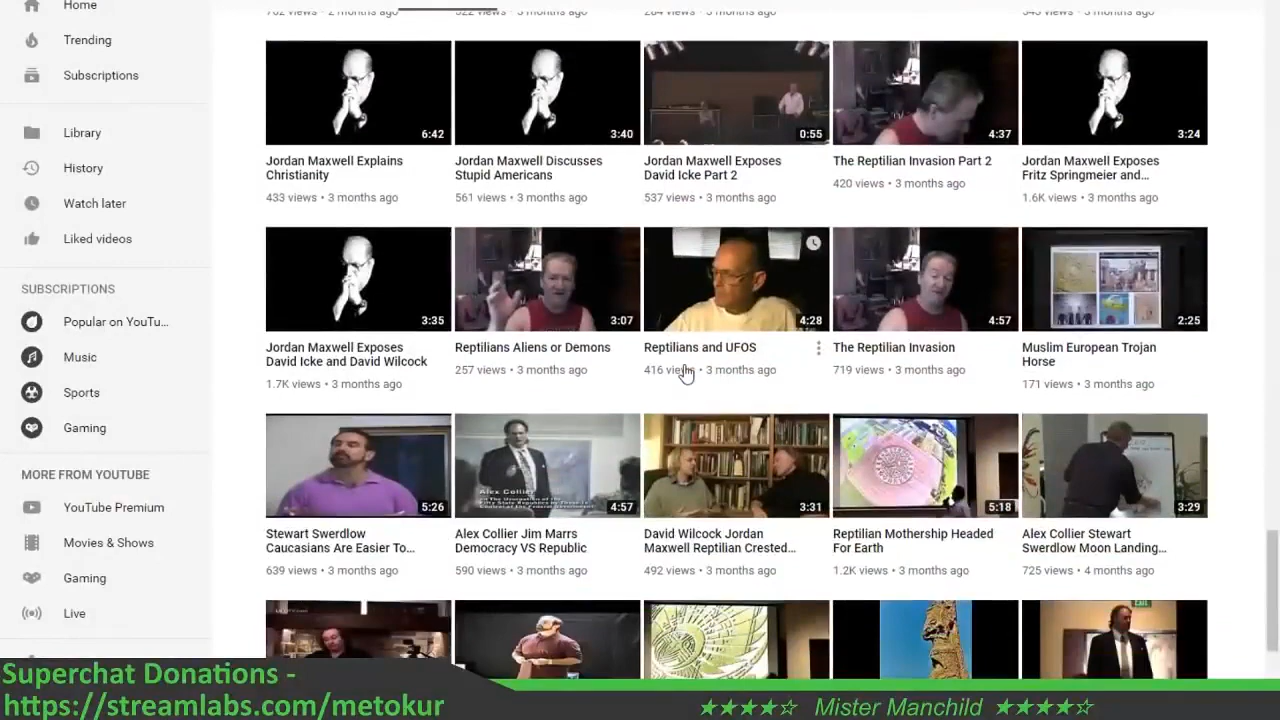 Home
Trending
Subscriptions
Library
History
Watch later
Liked videos
SUBSCRIPTIONS
Popular on YouTu...
Music
Sports
Gaming
MORE FROM YOUTUBE
YouTube Premium
Movies & Shows
Gaming
Live
6:42
Jordan Maxwell Explains
Christianity
433 views • 3 months ago
3:40
Jordan Maxwell Discusses
Stupid Americans
561 views • 3 months ago
0:55
Jordan Maxwell Exposes
David Icke Part 2
537 views • 3 months ago
4:37
The Reptilian Invasion Part 2
420 views • 3 months ago
3:24
Jordan Maxwell Exposes
Fritz Springmeier and...
1.6K views • 3 months ago
3:35
Jordan Maxwell Exposes
David Icke and David Wilcock
1.7K views • 3 months ago
3:07
Reptilians Aliens or Demons
257 views • 3 months ago
4:28
Reptilians and UFOS
416 views • 3 months ago
4:57
The Reptilian Invasion
719 views • 3 months ago
2:25
Muslim European Trojan
Horse
171 views • 3 months ago
5:26
Stewart Swerdlow
Caucasians Are Easier To...
639 views • 3 months ago
Alex Collier
4:57
Alex Collier Jim Marrs
Democracy VS Republic
590 views • 3 months ago
3:31
David Wilcock Jordan
Maxwell Reptilian Crested...
492 views • 3 months ago
5:18
Reptilian Mothership Headed
For Earth
1.2K views • 3 months ago
3:29
Alex Collier Stewart
Swerdlow Moon Landing...
725 views • 4 months ago
EXIT
Superchat Donations -
https://streamlabs.com/metokur
★★★★☆ Mister Manchild ★★★★☆